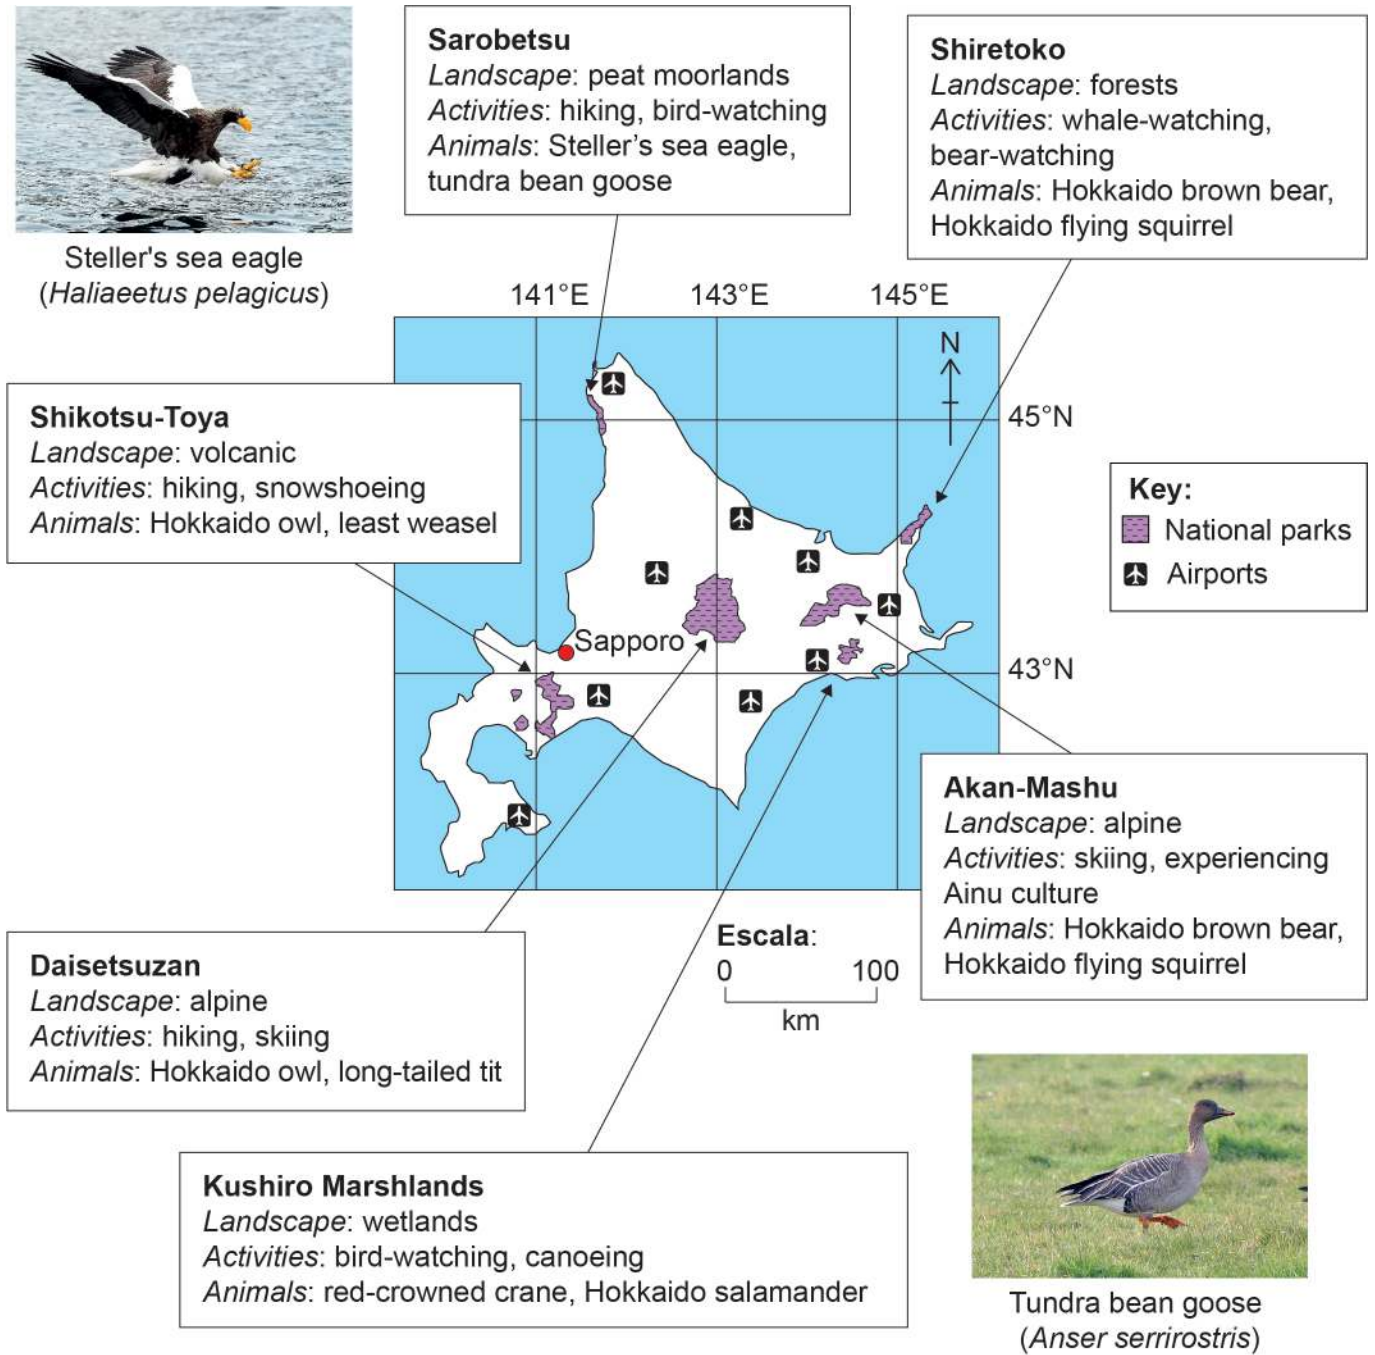 Sarobetsu
Landscape: peat moorlands
Activities: hiking, bird-watching
Animals: Steller's sea eagle,
tundra bean goose
Shiretoko
Landscape: forests
Activities: whale-watching,
bear-watching
Animals: Hokkaido brown bear,
Hokkaido flying squirrel
Steller's sea eagle
(Haliaeetus pelagicus)
141°E
143°E
145°E
N
45°N
Shikotsu-Toya
Landscape: volcanic
Activities: hiking, snowshoeing
Animals: Hokkaido owl, least weasel
Key:
National parks
Airports
Sapporo
43°N
Akan-Mashu
Landscape: alpine
Activities: skiing, experiencing
Ainu culture
Animals: Hokkaido brown bear,
Hokkaido flying squirrel
Escala:
0 100
km
Daisetsuzan
Landscape: alpine
Activities: hiking, skiing
Animals: Hokkaido owl, long-tailed tit
Kushiro Marshlands
Landscape: wetlands
Activities: bird-watching, canoeing
Animals: red-crowned crane, Hokkaido salamander
Tundra bean goose
(Anser serrirostris)